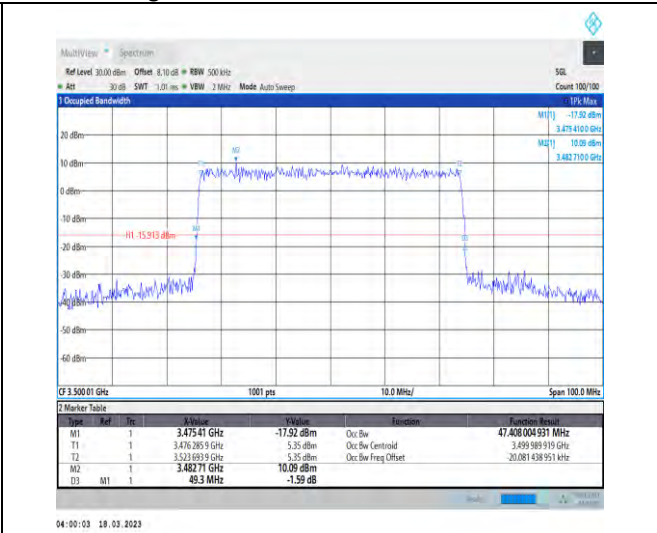 MultiView Spectrum
Ref Level 30.00 dBm Offset 8.10 dB RBW 500 kHz SGL
Att 30 dB SWT 1.01 ms VBW 2 MHz Mode Auto Sweep Count 100/100
1 Occupied Bandwidth 1Pk Max
M1[1] -17.92 dBm
3.475 410 0 GHz
M2[1] 10.09 dBm
3.482 710 0 GHz
20 dBm
M2
10 dBm
T1
T2
0 dBm
-10 dBm
H1 -15.913 dBm
M1
D3
-20 dBm
-30 dBm
-40 dBm
-50 dBm
-60 dBm
CF 3.500 01 GHz 1001 pts 10.0 MHz/ Span 100.0 MHz
2 Marker Table
Type Ref Trc X-Value Y-Value Function Function Result
M1 1 3.475 41 GHz -17.92 dBm Occ Bw 47.408 004 931 MHz
T1 1 3.476 285 9 GHz 5.35 dBm Occ Bw Centroid 3.499 989 919 GHz
T2 1 3.523 693 9 GHz 5.35 dBm Occ Bw Freq Offset -20.081 438 951 kHz
M2 1 3.482 71 GHz 10.09 dBm
D3 M1 1 49.3 MHz -1.59 dB
04:00:03 18.03.2023